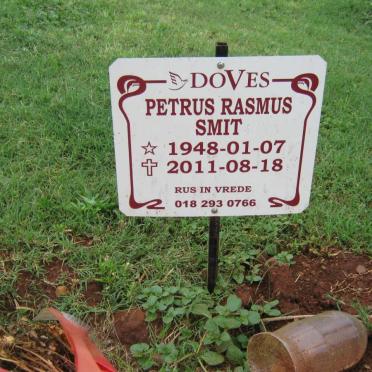 DOVES
PETRUS RASMUS
SMIT
1948-01-07
2011-08-18
RUS IN VREDE
018 293 0766